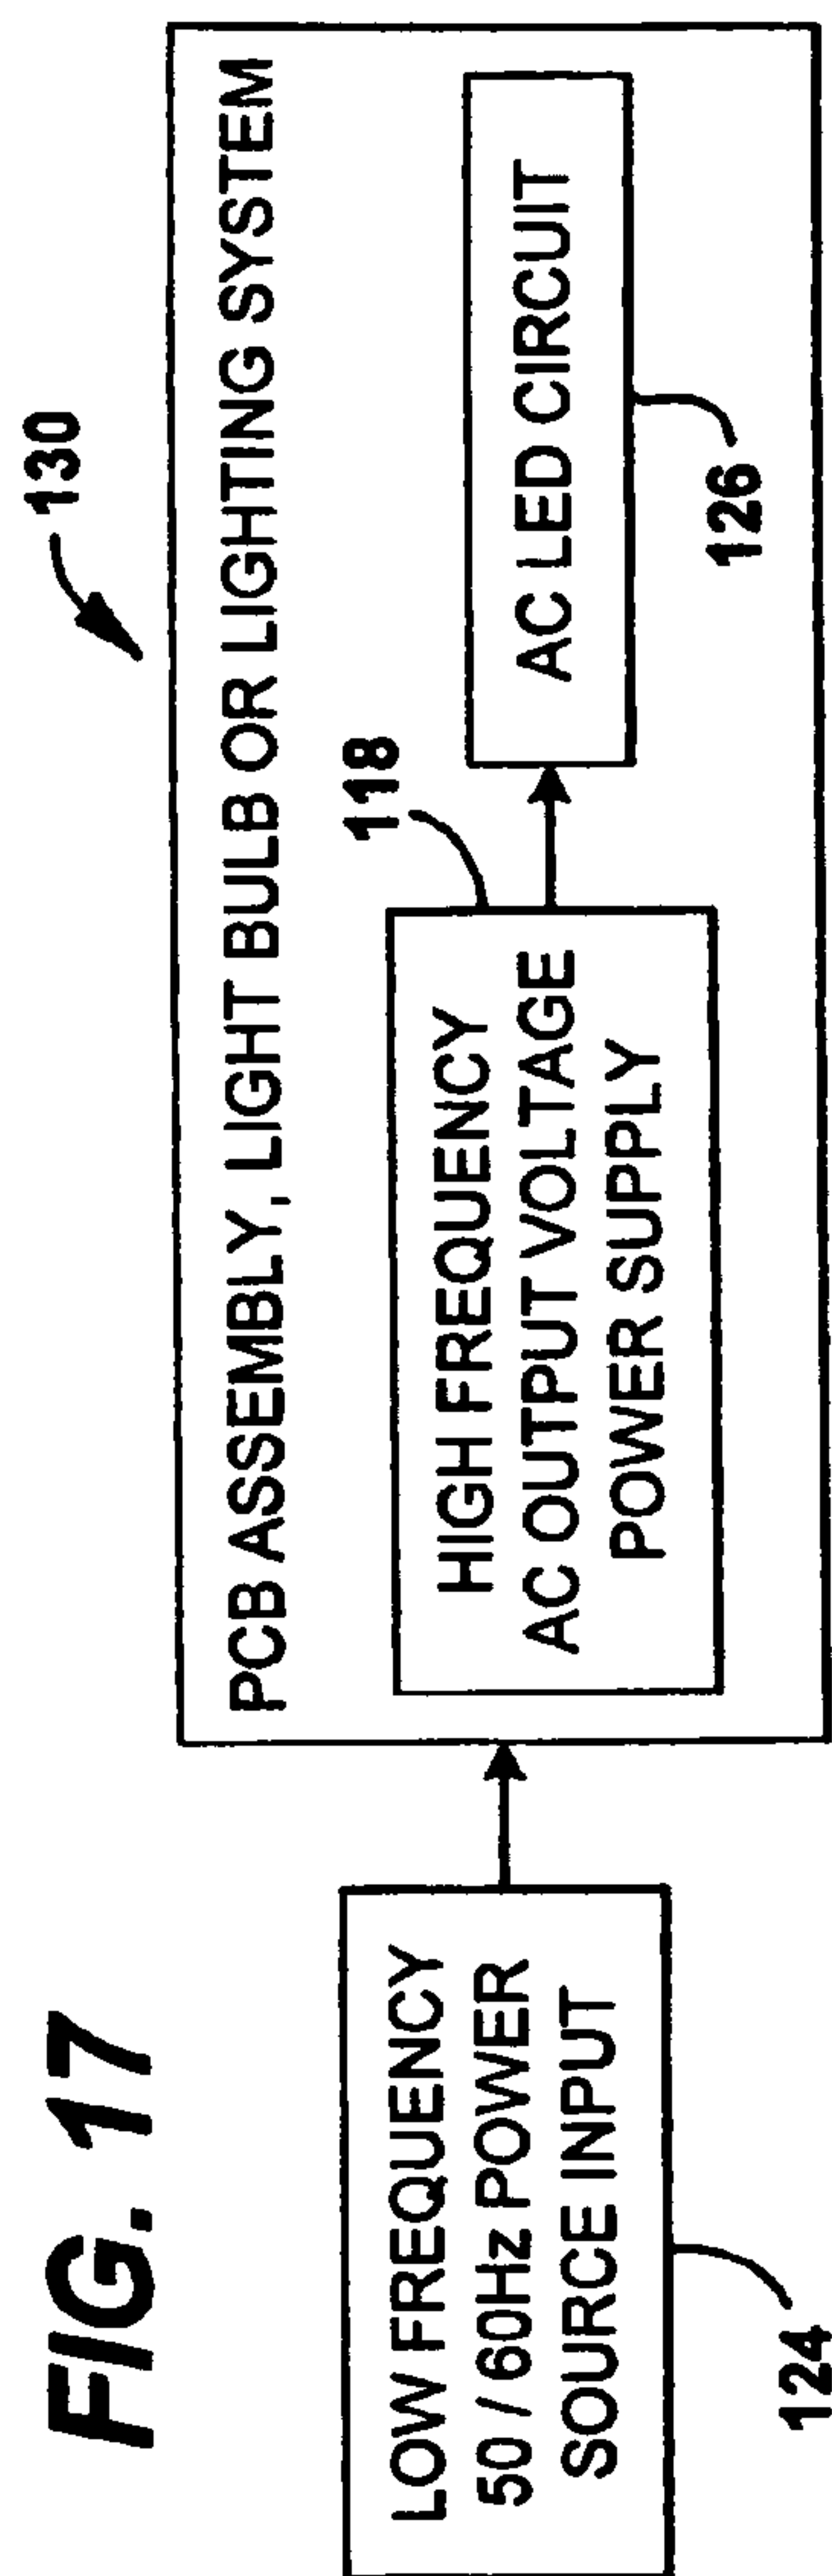 FIG. 17
130
PCB ASSEMBLY, LIGHT BULB OR LIGHTING SYSTEM
LOW FREQUENCY
50 / 60Hz POWER
SOURCE INPUT
124
118
HIGH FREQUENCY
AC OUTPUT VOLTAGE
POWER SUPPLY
AC LED CIRCUIT
126